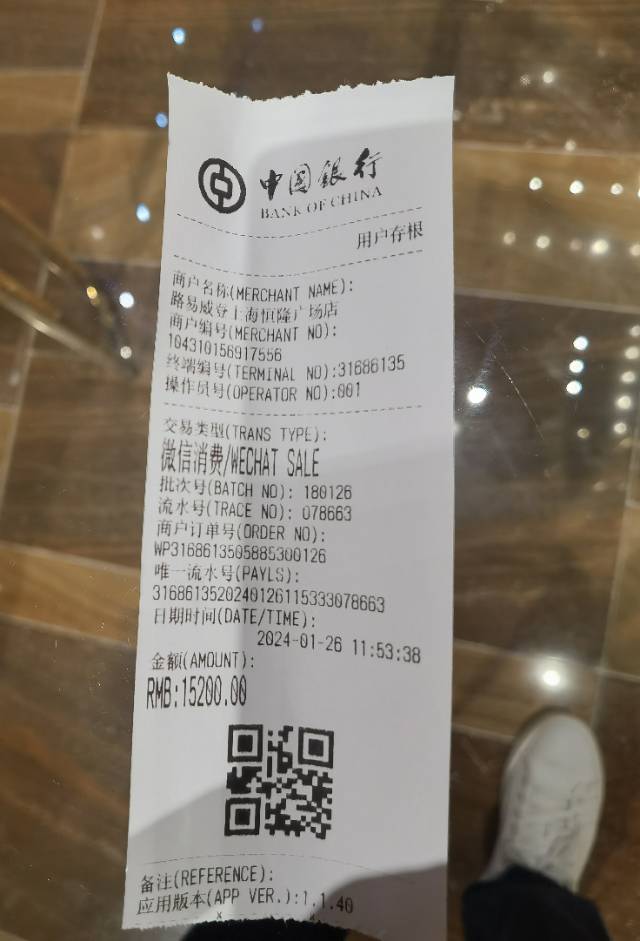 中国银行
BANK OF CHINA
用户存根
商户名称(MERCHANT NAME):
路易威登上海恒隆广场店
商户编号(MERCHANT NO):
104310156917556
终端编号(TERMINAL NO):31686135
操作员号(OPERATOR NO):001
交易类型(TRANS TYPE):
微信消费/WECHAT SALE
批次号(BATCH NO): 180126
流水号(TRACE NO): 078663
商户订单号(ORDER NO):
WP3168613505885300126
唯一流水号(PAYLS):
3168613520240126115333078663
日期时间(DATE/TIME):
2024-01-26 11:53:38
金额(AMOUNT):
RMB:15200.00
备注(REFERENCE):
应用版本(APP VER.):1.1.40